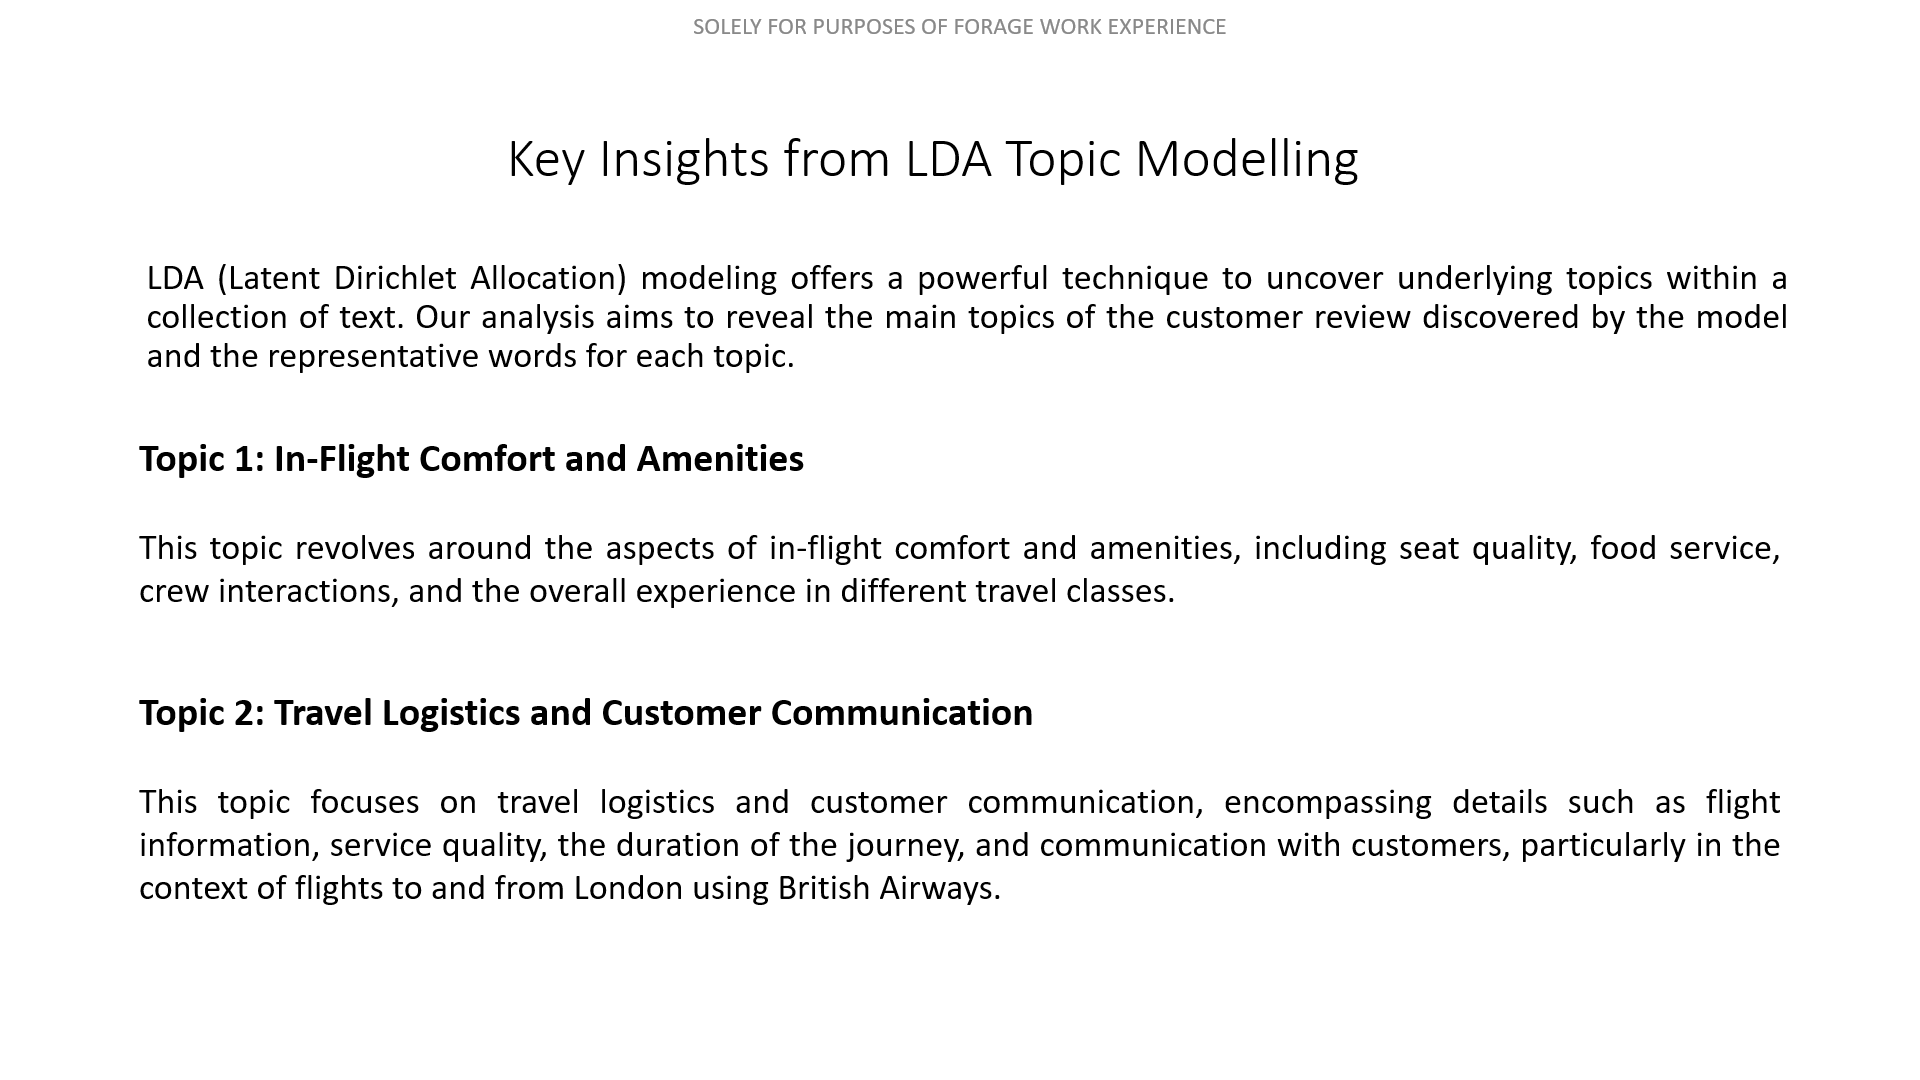 SOLELY FOR PURPOSES OF FORAGE WORK EXPERIENCE
Key Insights from LDA Topic Modelling
LDA (Latent Dirichlet Allocation) modeling offers a powerful technique to uncover underlying topics within a
collection of text. Our analysis aims to reveal the main topics of the customer review discovered by the model
and the representative words for each topic.
Topic 1: In-Flight Comfort and Amenities
This topic revolves around the aspects of in-flight comfort and amenities, including seat quality, food service,
crew interactions, and the overall experience in different travel classes.
Topic 2: Travel Logistics and Customer Communication
This topic focuses on travel logistics and customer communication, encompassing details such as flight
information, service quality, the duration of the journey, and communication with customers, particularly in the
context of flights to and from London using British Airways.